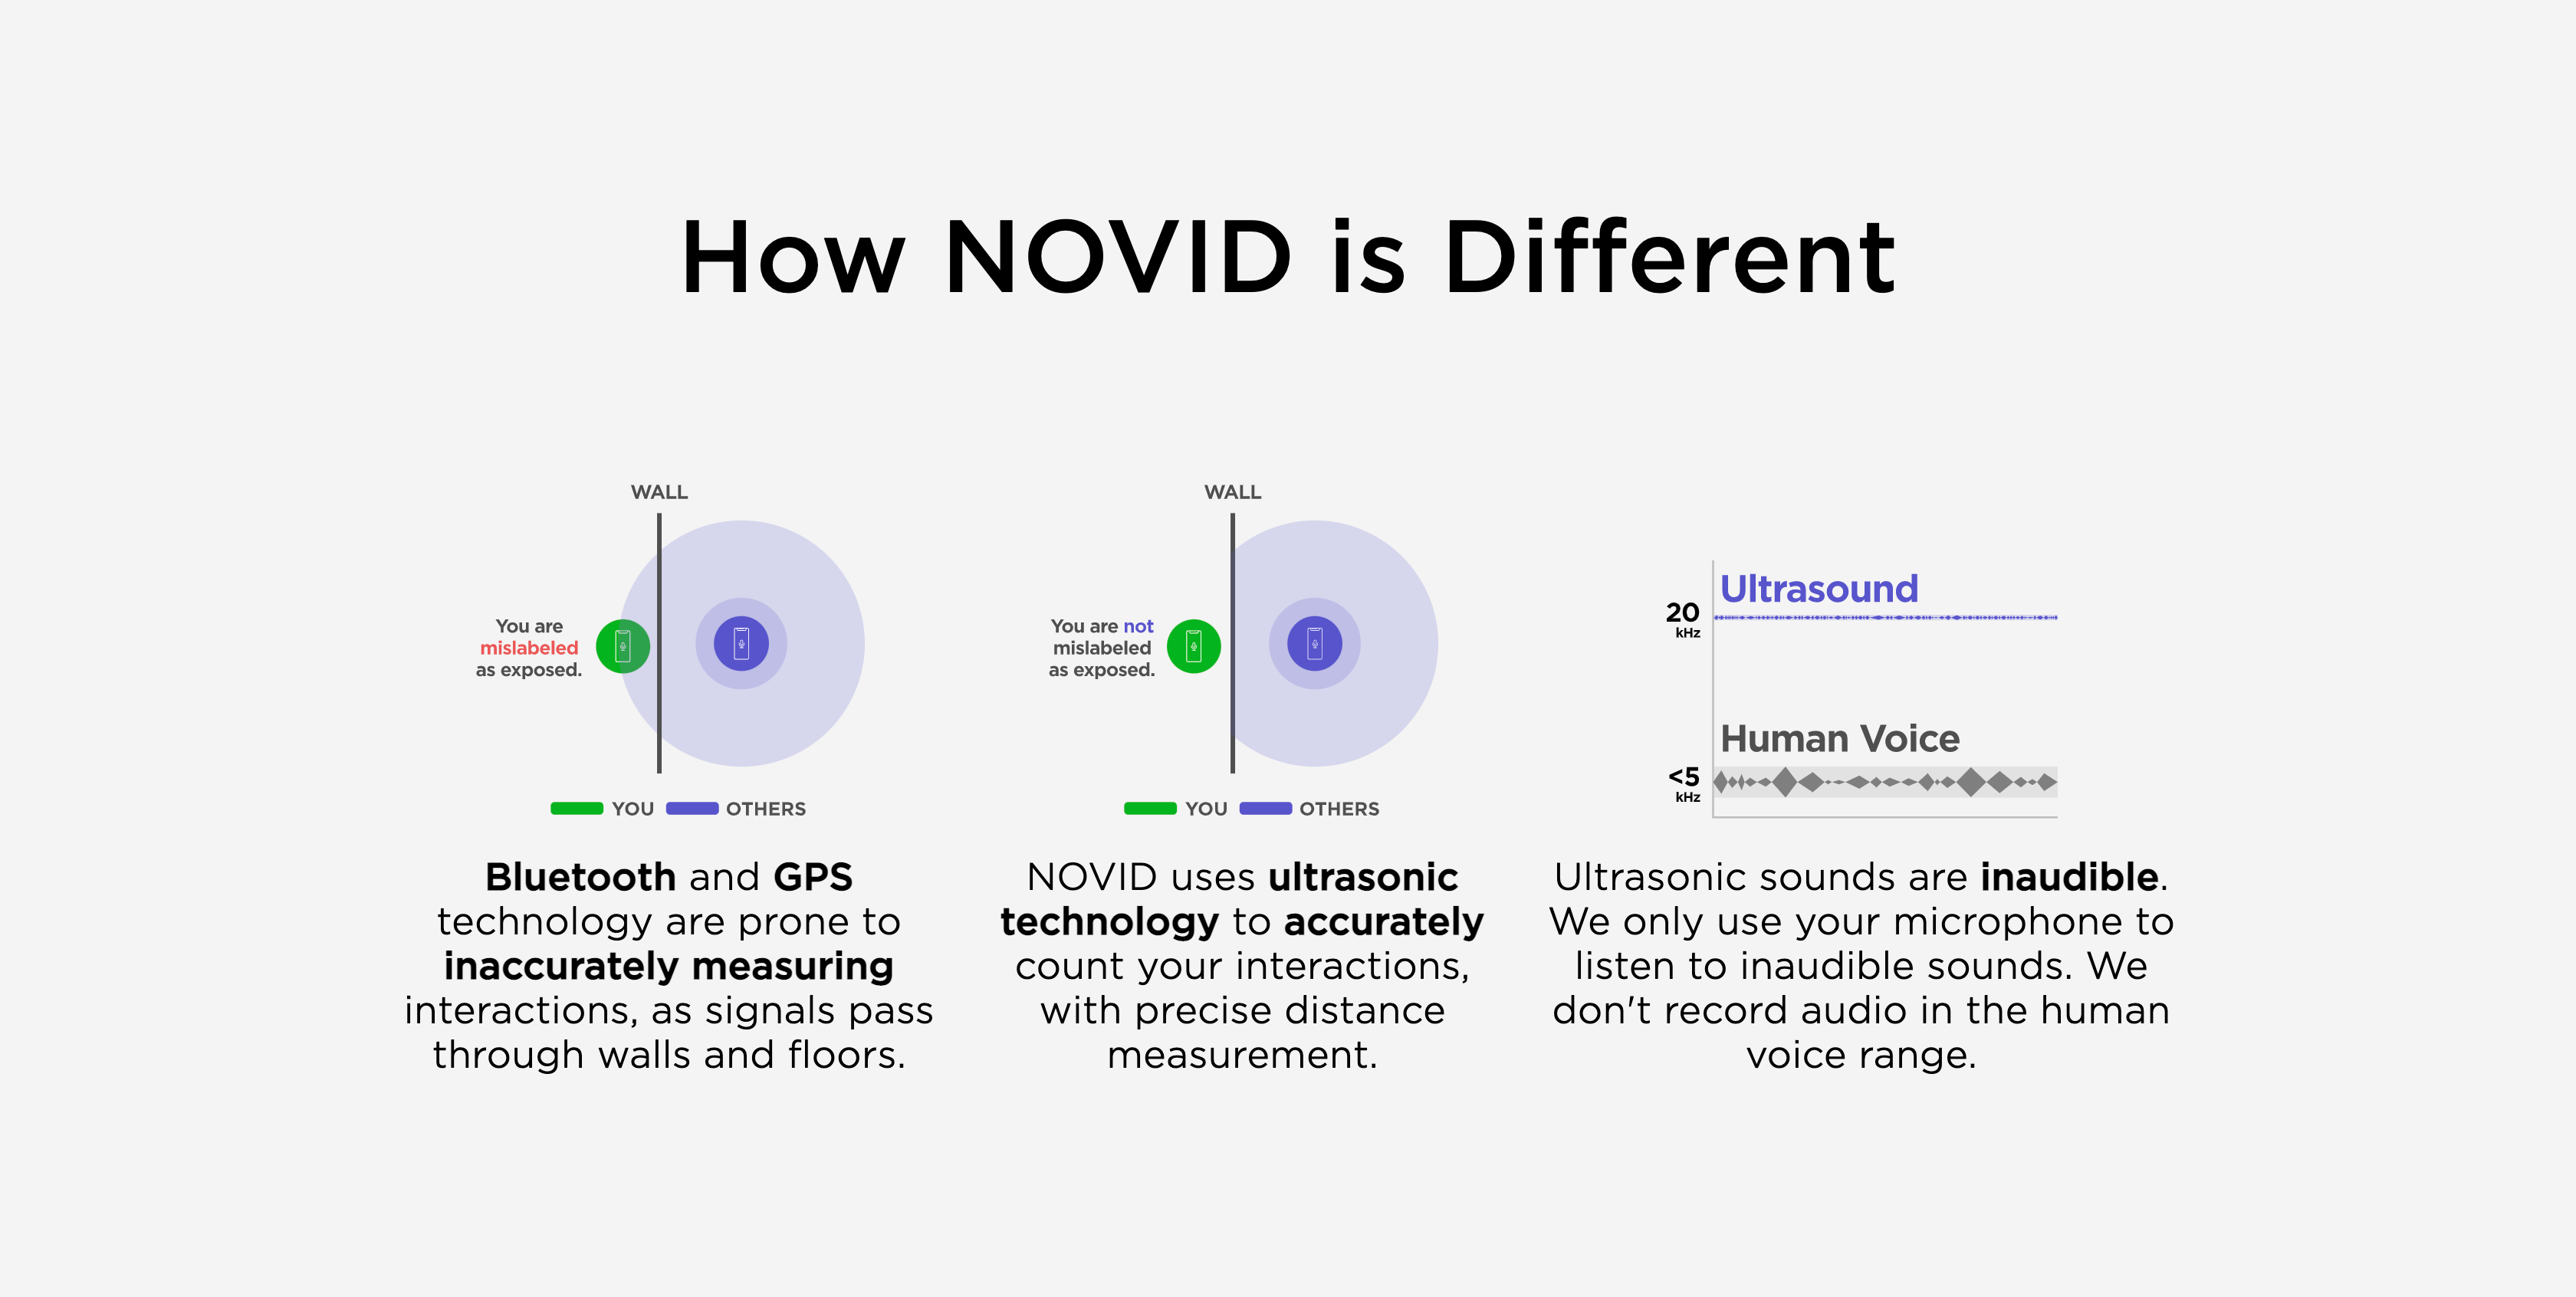 How NOVID is Different
WALL
You are
mislabeled
as exposed.
YOU OTHERS
Bluetooth and GPS
technology are prone to
inaccurately measuring
interactions, as signals pass
through walls and floors.
WALL
You are not
mislabeled
as exposed.
YOU OTHERS
NOVID uses ultrasonic
technology to accurately
count your interactions,
with precise distance
measurement.
Ultrasound
20
kHz
Human Voice
<5
kHz
Ultrasonic sounds are inaudible.
We only use your microphone to
listen to inaudible sounds. We
don't record audio in the human
voice range.